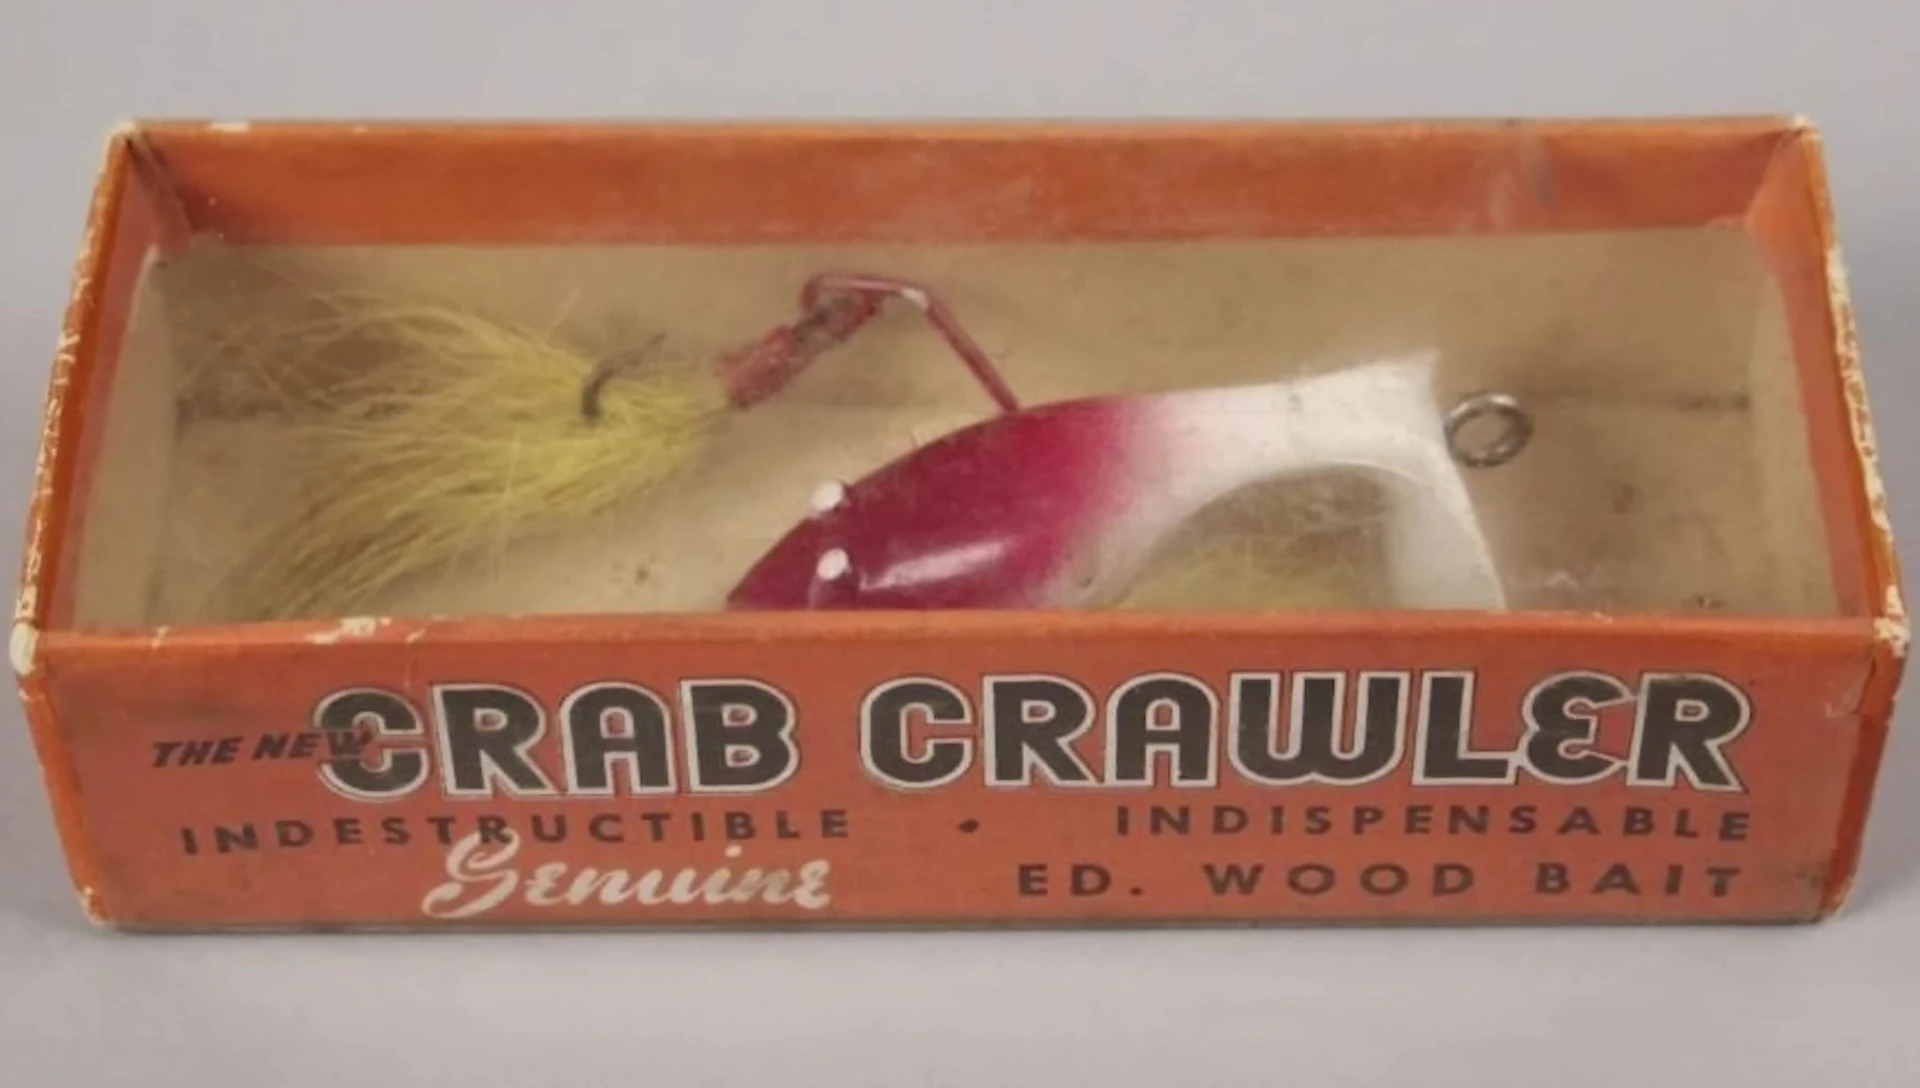 THE NEW CRAB CRAWLER
INDESTRUCTIBLE • INDISPENSABLE
Genuine ED. WOOD BAIT